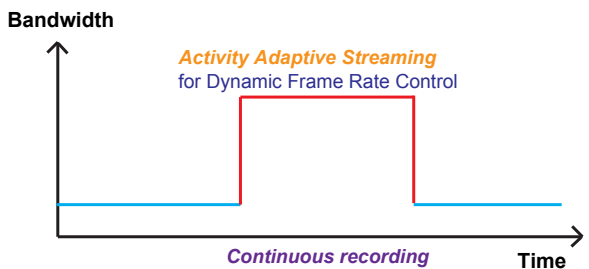 Bandwidth
Activity Adaptive Streaming
for Dynamic Frame Rate Control
Continuous recording
Time